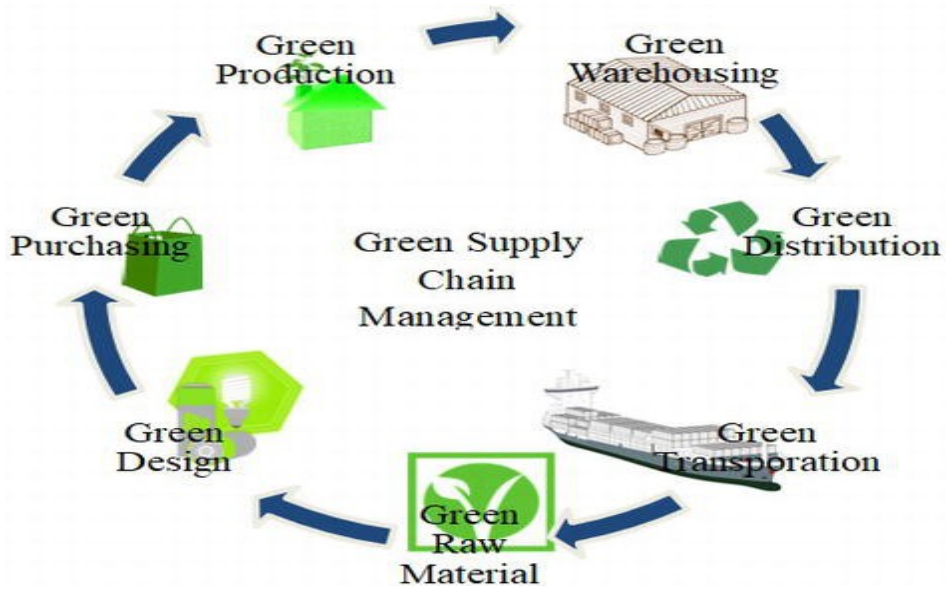 Green
Production
Green
Warehousing
Green
Purchasing
Green Supply
Chain
Management
Green
Distribution
Green
Design
Green
Transporation
Green
Raw
Material